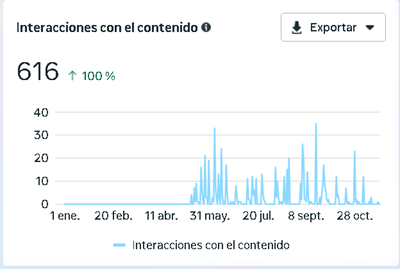 Interacciones con el contenido
Exportar
616 ↑ 100 %
40
30
20
10
0
1 ene. 20 feb. 11 abr. 31 may. 20 jul. 8 sept. 28 oct.
Interacciones con el contenido